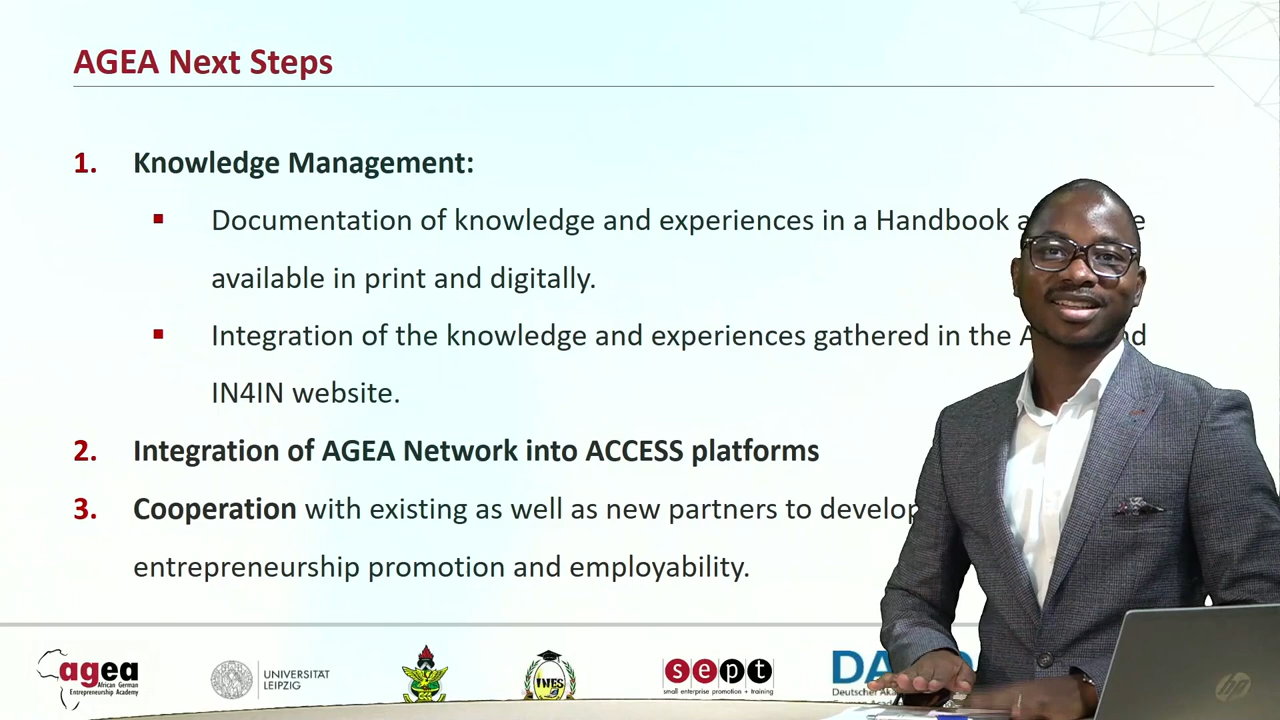 AGEA Next Steps
1. Knowledge Management:
▪ Documentation of knowledge and experiences in a Handbook
available in print and digitally.
▪ Integration of the knowledge and experiences gathered in the
IN4IN website.
2. Integration of AGEA Network into ACCESS platforms
3. Cooperation with existing as well as new partners to develop
entrepreneurship promotion and employability.
agea
African German
Entrepreneurship Academy
UNIVERSITÄT
LEIPZIG
INES
sept
small enterprise promotion + training
Deutscher
hp